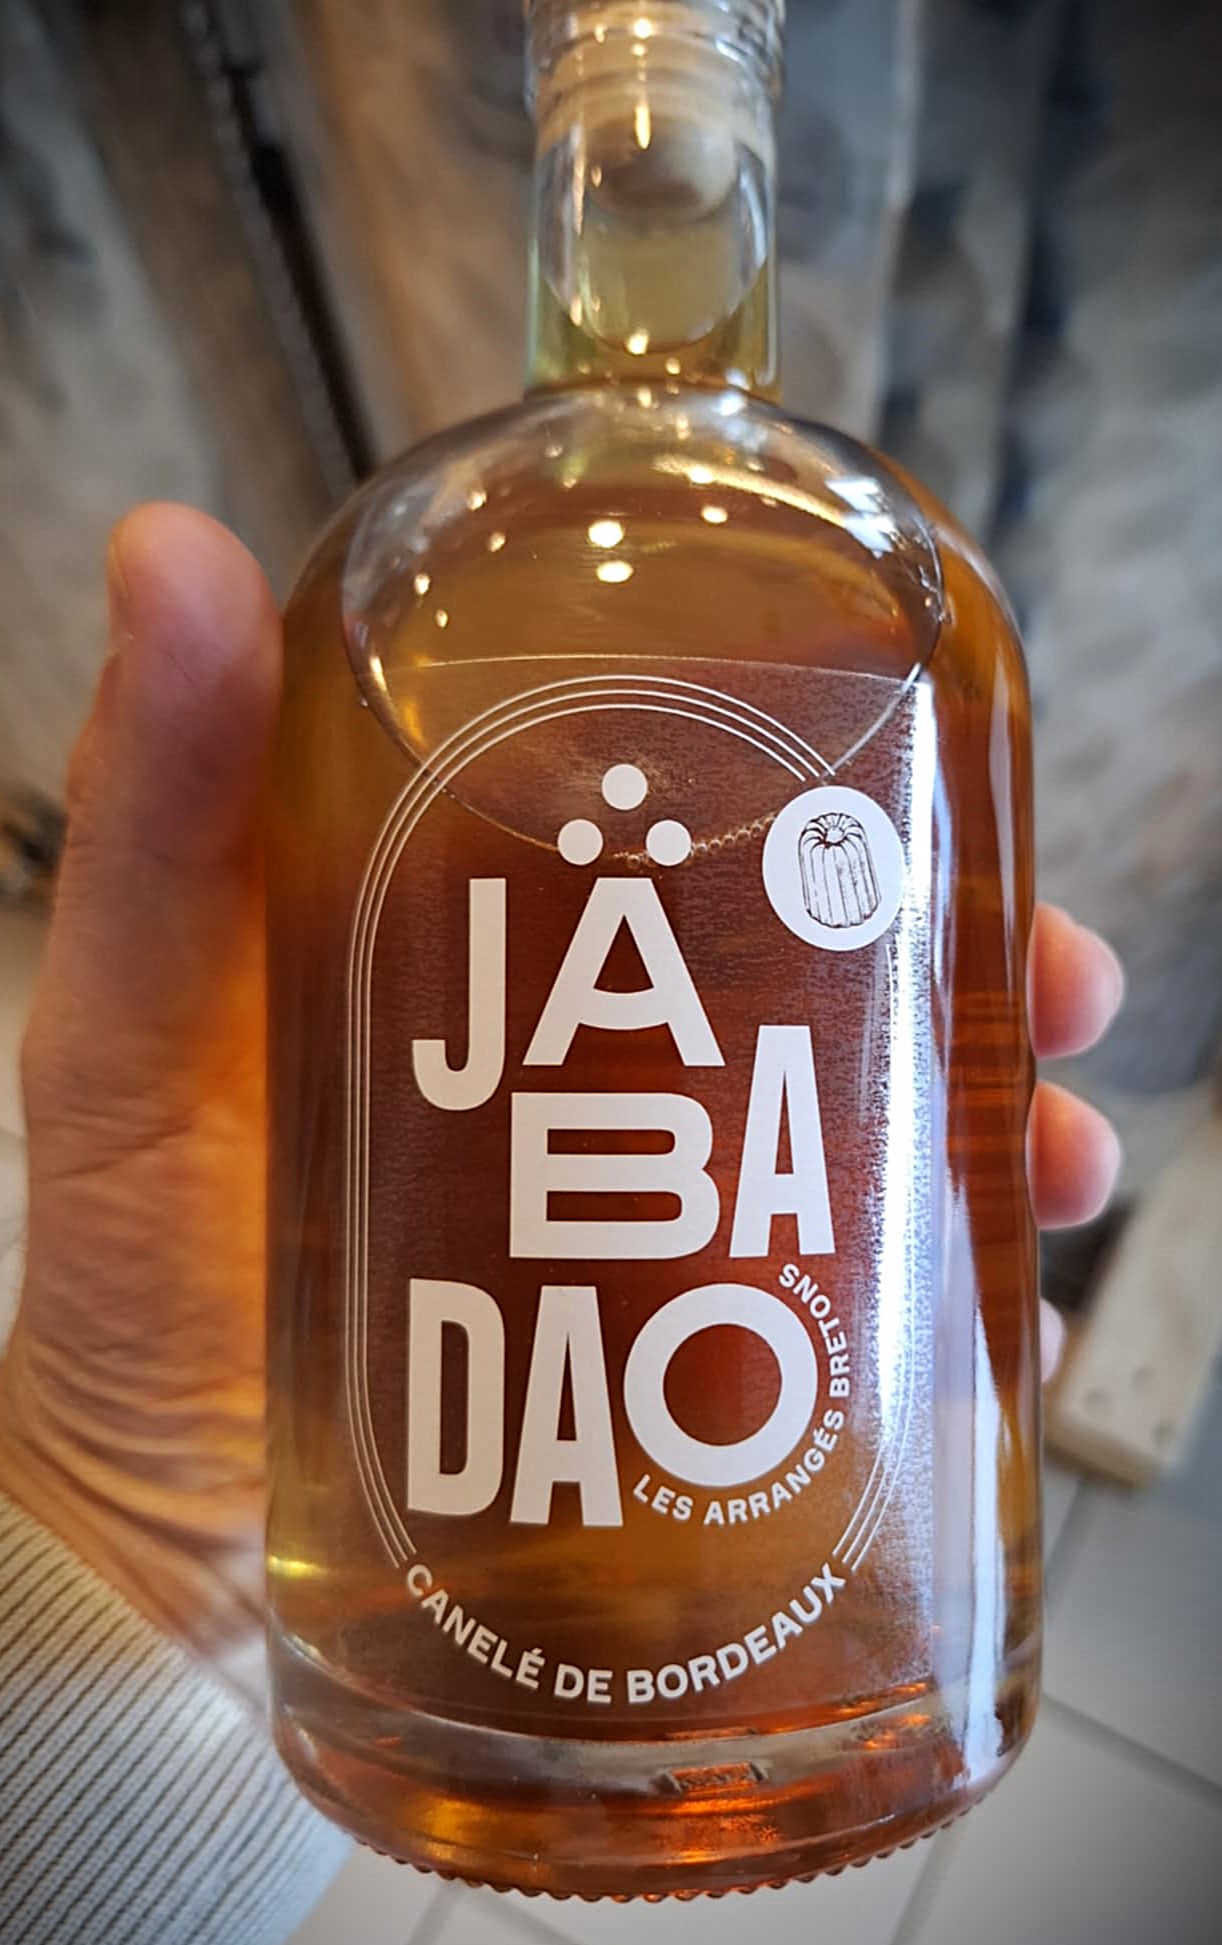 JÄ
BA
DAO
LES ARRANGÉS BRETONS
CANELÉ DE BORDEAUX